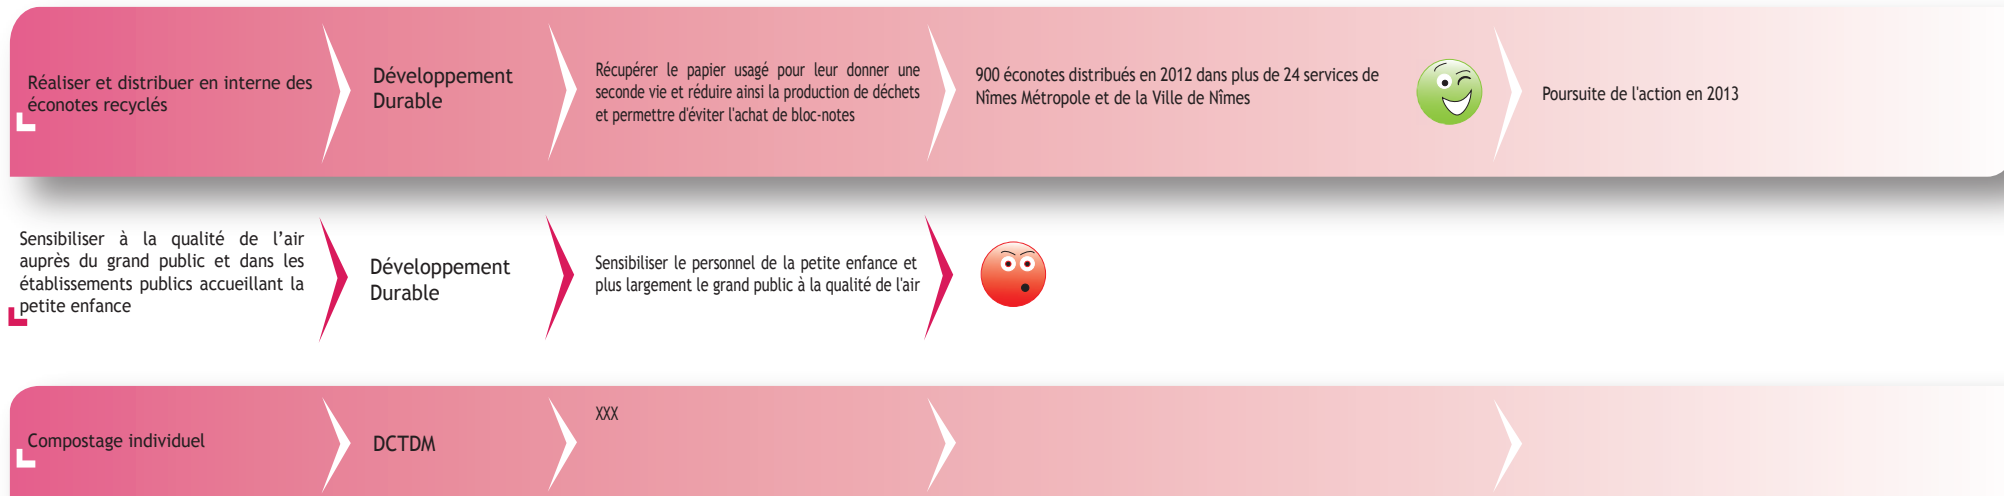 Réaliser et distribuer en interne des
éconotes recyclés
Développement
Durable
Récupérer le papier usagé pour leur donner une
seconde vie et réduire ainsi la production de déchets
et permettre d'éviter l'achat de bloc-notes
900 éconotes distribués en 2012 dans plus de 24 services de
Nîmes Métropole et de la Ville de Nîmes
Poursuite de l'action en 2013
Sensibiliser à la qualité de l’air
auprès du grand public et dans les
établissements publics accueillant la
petite enfance
Développement
Durable
Sensibiliser le personnel de la petite enfance et
plus largement le grand public à la qualité de l'air
Compostage individuel
DCTDM
XXX